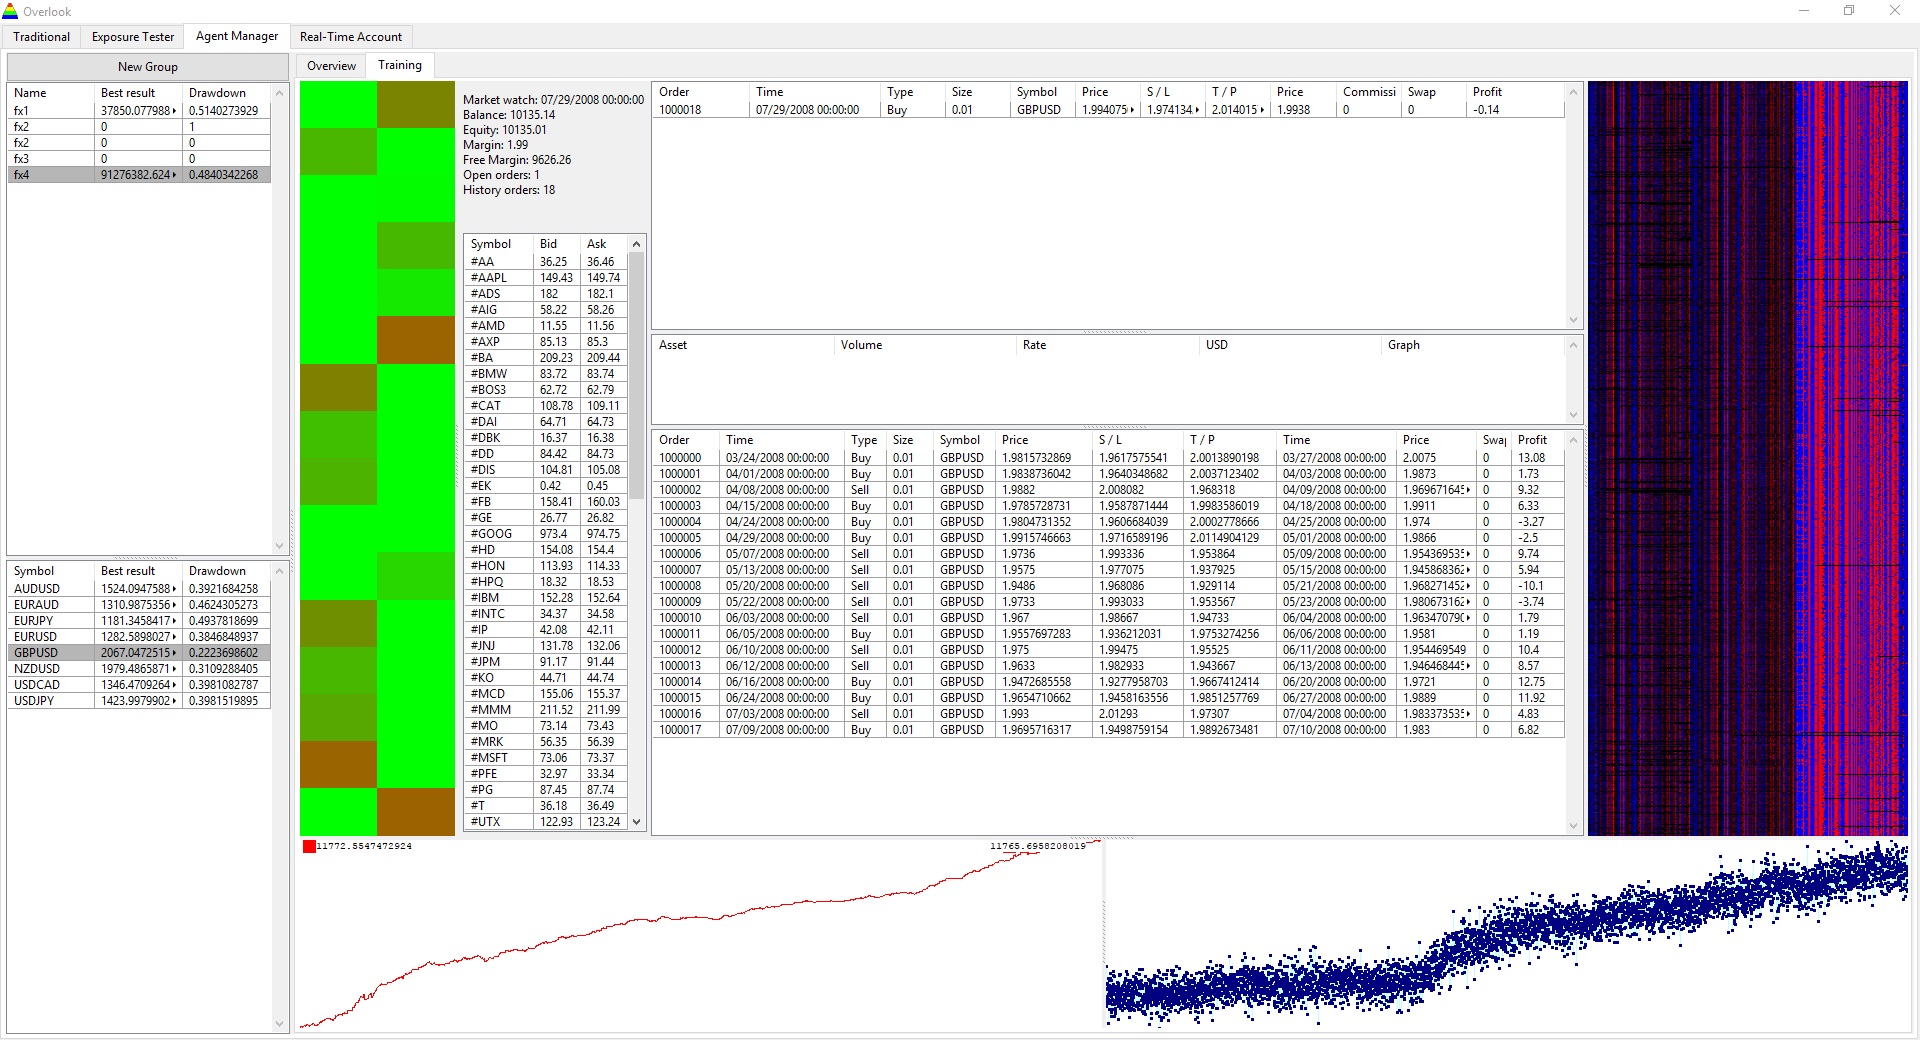 Overlook
Traditional Exposure Tester Agent Manager Real-Time Account
New Group
Name Best result Drawdown
fx1 37850.077988 0.5140273929
fx2 0 1
fx2 0 0
fx3 0 0
fx4 91276382.624 0.4840342268
Symbol Best result Drawdown
AUDUSD 1524.0947588 0.3921684258
EURAUD 1310.9875356 0.4624305273
EURJPY 1181.3458417 0.4937818699
EURUSD 1282.5898027 0.3846848937
GBPUSD 2067.0472515 0.2223698602
NZDUSD 1979.4865871 0.3109288405
USDCAD 1346.4709264 0.3981082787
USDJPY 1423.9979902 0.3981519895
Overview Training
Market watch: 07/29/2008 00:00:00
Balance: 10135.14
Equity: 10135.01
Margin: 1.99
Free Margin: 9626.26
Open orders: 1
History orders: 18
Symbol Bid Ask
#AA 36.25 36.46
#AAPL 149.43 149.74
#ADS 182 182.1
#AIG 58.22 58.26
#AMD 11.55 11.56
#AXP 85.13 85.3
#BA 209.23 209.44
#BMW 83.72 83.74
#BOS3 62.72 62.79
#CAT 108.78 109.11
#DAI 64.71 64.73
#DBK 16.37 16.38
#DD 84.42 84.73
#DIS 104.81 105.08
#EK 0.42 0.45
#FB 158.41 160.03
#GE 26.77 26.82
#GOOG 973.4 974.75
#HD 154.08 154.4
#HON 113.93 114.33
#HPQ 18.32 18.53
#IBM 152.28 152.64
#INTC 34.37 34.58
#IP 42.08 42.11
#JNJ 131.78 132.06
#JPM 91.17 91.44
#KO 44.71 44.74
#MCD 155.06 155.37
#MMM 211.52 211.99
#MO 73.14 73.43
#MRK 56.35 56.39
#MSFT 73.06 73.37
#PFE 32.97 33.34
#PG 87.45 87.74
#T 36.18 36.49
#UTX 122.93 123.24
Order Time Type Size Symbol Price S / L T / P Price Commissi Swap Profit
1000018 07/29/2008 00:00:00 Buy 0.01 GBPUSD 1.994075 1.974134 2.014015 1.9938 0 0 -0.14
Asset Volume Rate USD Graph
Order Time Type Size Symbol Price S / L T / P Time Price Swa Profit
1000000 03/24/2008 00:00:00 Buy 0.01 GBPUSD 1.9815732869 1.9617575541 2.0013890198 03/27/2008 00:00:00 2.0075 0 13.08
1000001 04/01/2008 00:00:00 Buy 0.01 GBPUSD 1.9838736042 1.9640348682 2.0037123402 04/03/2008 00:00:00 1.9873 0 1.73
1000002 04/08/2008 00:00:00 Sell 0.01 GBPUSD 1.9882 2.008082 1.968318 04/09/2008 00:00:00 1.969671645 0 9.32
1000003 04/15/2008 00:00:00 Buy 0.01 GBPUSD 1.9785728731 1.9587871444 1.9983586019 04/18/2008 00:00:00 1.9911 0 6.33
1000004 04/24/2008 00:00:00 Buy 0.01 GBPUSD 1.9804731352 1.9606684039 2.0002778666 04/25/2008 00:00:00 1.974 0 -3.27
1000005 04/29/2008 00:00:00 Buy 0.01 GBPUSD 1.9915746663 1.9716589196 2.0114904129 05/01/2008 00:00:00 1.9866 0 -2.5
1000006 05/07/2008 00:00:00 Sell 0.01 GBPUSD 1.9736 1.993336 1.953864 05/09/2008 00:00:00 1.954369535 0 9.74
1000007 05/13/2008 00:00:00 Sell 0.01 GBPUSD 1.9575 1.977075 1.937925 05/15/2008 00:00:00 1.945868362 0 5.94
1000008 05/20/2008 00:00:00 Sell 0.01 GBPUSD 1.9486 1.968086 1.929114 05/21/2008 00:00:00 1.968271452 0 -10.1
1000009 05/22/2008 00:00:00 Sell 0.01 GBPUSD 1.9733 1.993033 1.953567 05/23/2008 00:00:00 1.980673162 0 -3.74
1000010 06/03/2008 00:00:00 Sell 0.01 GBPUSD 1.967 1.98667 1.94733 06/04/2008 00:00:00 1.963470790 0 1.79
1000011 06/05/2008 00:00:00 Buy 0.01 GBPUSD 1.9557697283 1.936212031 1.9753274256 06/06/2008 00:00:00 1.9581 0 1.19
1000012 06/10/2008 00:00:00 Sell 0.01 GBPUSD 1.975 1.99475 1.95525 06/11/2008 00:00:00 1.954469549 0 10.4
1000013 06/12/2008 00:00:00 Sell 0.01 GBPUSD 1.9633 1.982933 1.943667 06/13/2008 00:00:00 1.946468445 0 8.57
1000014 06/16/2008 00:00:00 Buy 0.01 GBPUSD 1.9472685558 1.9277958703 1.9667412414 06/20/2008 00:00:00 1.9721 0 12.75
1000015 06/24/2008 00:00:00 Buy 0.01 GBPUSD 1.9654710662 1.9458163556 1.9851257769 06/27/2008 00:00:00 1.9889 0 11.92
1000016 07/03/2008 00:00:00 Sell 0.01 GBPUSD 1.993 2.01293 1.97307 07/04/2008 00:00:00 1.983373535 0 4.83
1000017 07/09/2008 00:00:00 Buy 0.01 GBPUSD 1.9695716317 1.9498759154 1.9892673481 07/10/2008 00:00:00 1.983 0 6.82
11772.5547472924 11765.6958208019